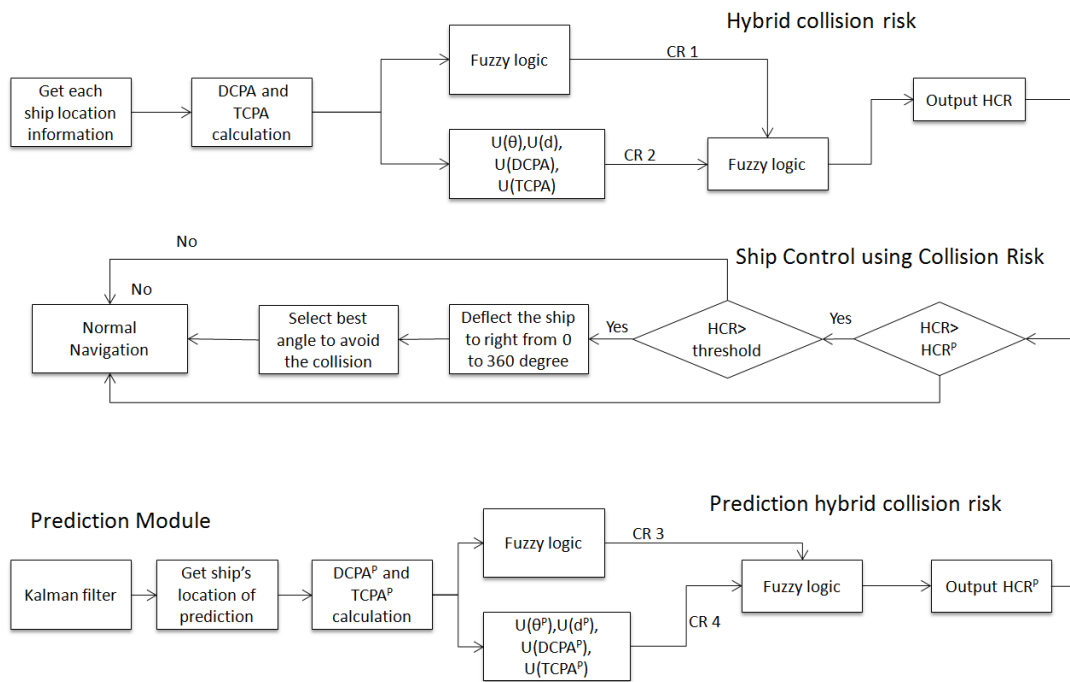 Hybrid collision risk
Get each
ship location
information
DCPA and
TCPA
calculation
Fuzzy logic
CR 1
U(θ),U(d),
U(DCPA),
U(TCPA)
CR 2
Fuzzy logic
Output HCR
Ship Control using Collision Risk
No
No
Normal
Navigation
Select best
angle to avoid
the collision
Deflect the ship
to right from 0
to 360 degree
Yes
HCR>
threshold
Yes
HCR>
HCRᴾ
Prediction Module
Prediction hybrid collision risk
Kalman filter
Get ship's
location of
prediction
DCPAᴾ and
TCPAᴾ
calculation
Fuzzy logic
CR 3
U(θᴾ),U(dᴾ),
U(DCPAᴾ),
U(TCPAᴾ)
CR 4
Fuzzy logic
Output HCRᴾ